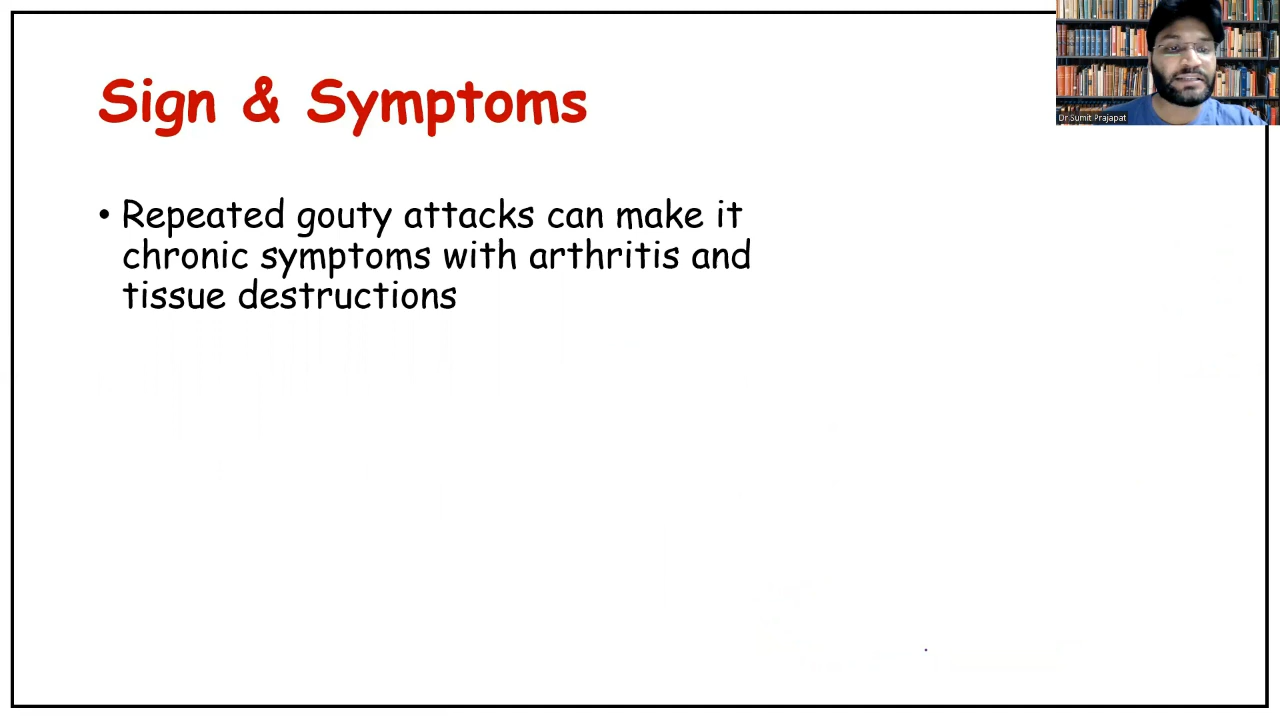 Sign & Symptoms
• Repeated gouty attacks can make it
chronic symptoms with arthritis and
tissue destructions
Dr Sumit Prajapat